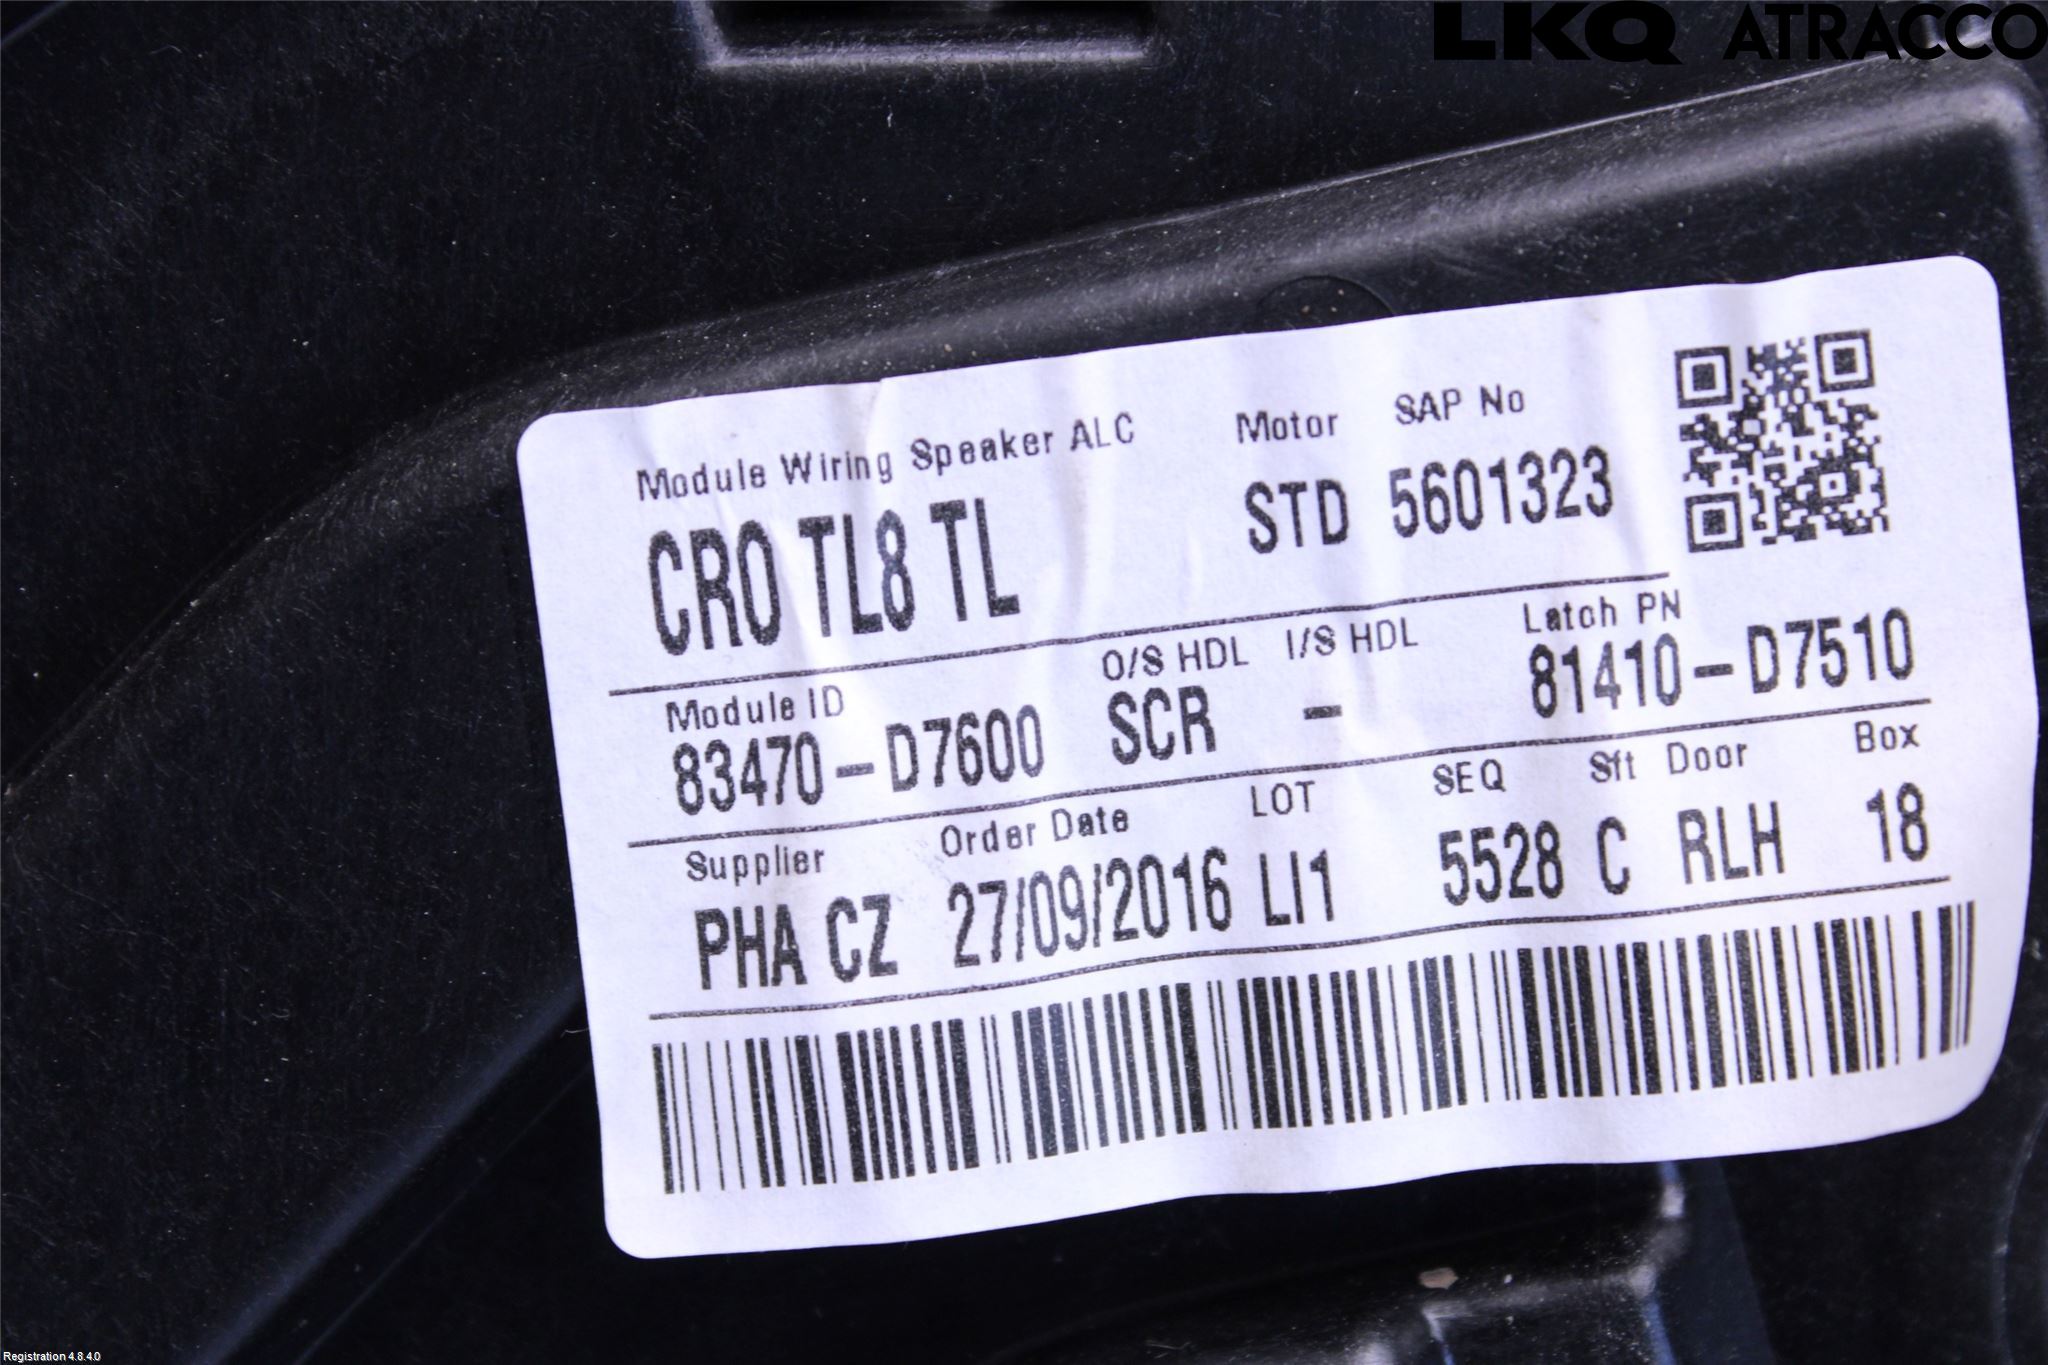 LKQ ATRACCO
Module Wiring Speaker ALC Motor SAP No
CRO TL8 TL STD 5601323
Module ID O/S HDL I/S HDL Latch PN
83470-D7600 SCR - 81410-D7510
Supplier Order Date LOT SEQ Sft Door Box
PHA CZ 27/09/2016 LI1 5528 C RLH 18
Registration 4.8.4.0